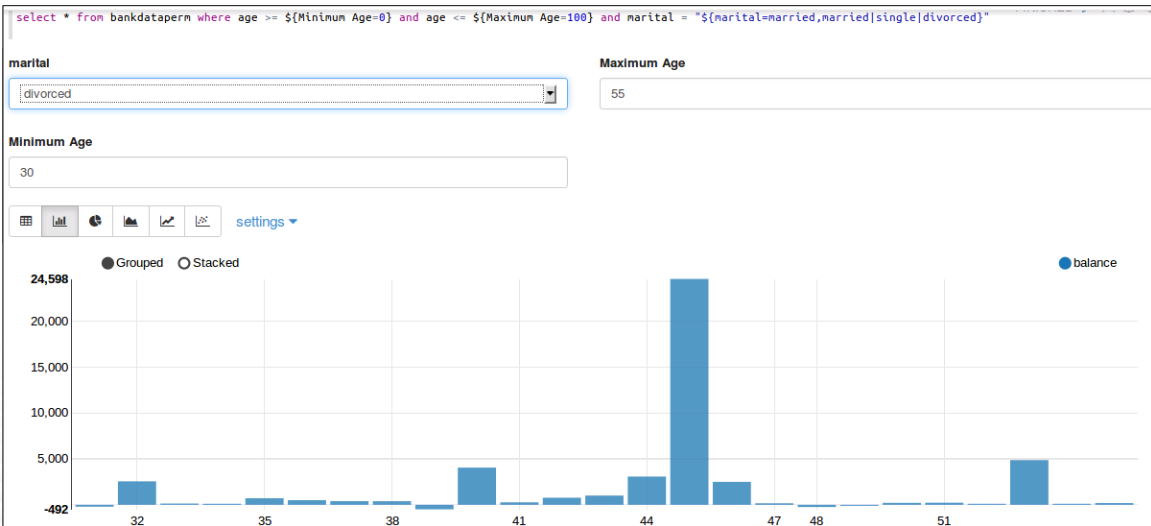 select * from bankdataperm where age >= ${Minimum Age=0} and age <= ${Maximum Age=100} and marital = "${marital=married,married|single|divorced}"
marital
Maximum Age
divorced
55
Minimum Age
30
settings
Grouped Stacked
balance
24,598
20,000
15,000
10,000
5,000
-492
32 35 38 41 44 47 48 51